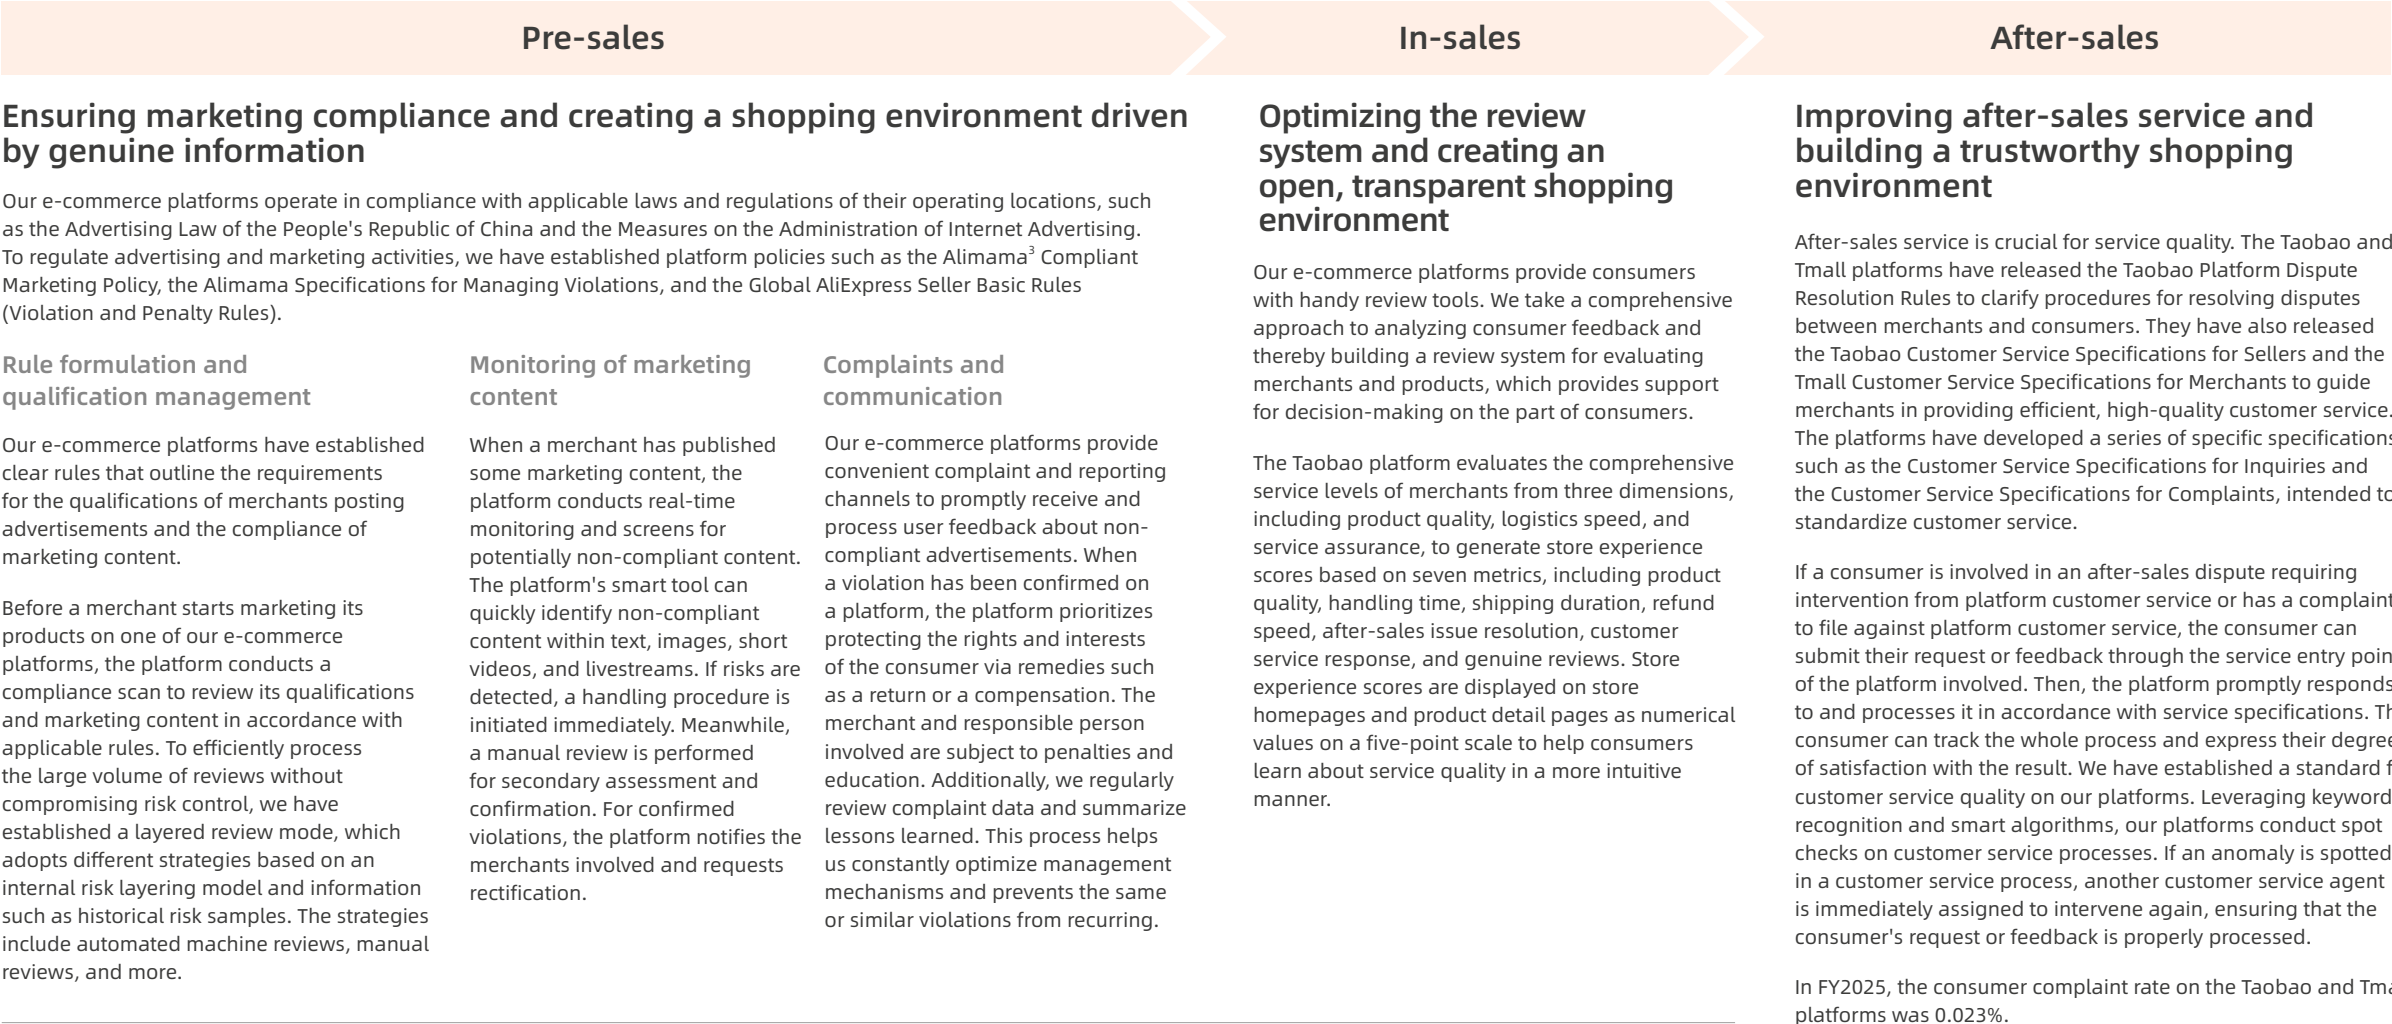 Pre-sales
In-sales
After-sales
Ensuring marketing compliance and creating a shopping environment driven
by genuine information
Our e-commerce platforms operate in compliance with applicable laws and regulations of their operating locations, such
as the Advertising Law of the People's Republic of China and the Measures on the Administration of Internet Advertising.
To regulate advertising and marketing activities, we have established platform policies such as the Alimama³ Compliant
Marketing Policy, the Alimama Specifications for Managing Violations, and the Global AliExpress Seller Basic Rules
(Violation and Penalty Rules).
Rule formulation and
qualification management
Our e-commerce platforms have established
clear rules that outline the requirements
for the qualifications of merchants posting
advertisements and the compliance of
marketing content.
Before a merchant starts marketing its
products on one of our e-commerce
platforms, the platform conducts a
compliance scan to review its qualifications
and marketing content in accordance with
applicable rules. To efficiently process
the large volume of reviews without
compromising risk control, we have
established a layered review mode, which
adopts different strategies based on an
internal risk layering model and information
such as historical risk samples. The strategies
include automated machine reviews, manual
reviews, and more.
Monitoring of marketing
content
When a merchant has published
some marketing content, the
platform conducts real-time
monitoring and screens for
potentially non-compliant content.
The platform's smart tool can
quickly identify non-compliant
content within text, images, short
videos, and livestreams. If risks are
detected, a handling procedure is
initiated immediately. Meanwhile,
a manual review is performed
for secondary assessment and
confirmation. For confirmed
violations, the platform notifies the
merchants involved and requests
rectification.
Complaints and
communication
Our e-commerce platforms provide
convenient complaint and reporting
channels to promptly receive and
process user feedback about non-
compliant advertisements. When
a violation has been confirmed on
a platform, the platform prioritizes
protecting the rights and interests
of the consumer via remedies such
as a return or a compensation. The
merchant and responsible person
involved are subject to penalties and
education. Additionally, we regularly
review complaint data and summarize
lessons learned. This process helps
us constantly optimize management
mechanisms and prevents the same
or similar violations from recurring.
Optimizing the review
system and creating an
open, transparent shopping
environment
Our e-commerce platforms provide consumers
with handy review tools. We take a comprehensive
approach to analyzing consumer feedback and
thereby building a review system for evaluating
merchants and products, which provides support
for decision-making on the part of consumers.
The Taobao platform evaluates the comprehensive
service levels of merchants from three dimensions,
including product quality, logistics speed, and
service assurance, to generate store experience
scores based on seven metrics, including product
quality, handling time, shipping duration, refund
speed, after-sales issue resolution, customer
service response, and genuine reviews. Store
experience scores are displayed on store
homepages and product detail pages as numerical
values on a five-point scale to help consumers
learn about service quality in a more intuitive
manner.
Improving after-sales service and
building a trustworthy shopping
environment
After-sales service is crucial for service quality. The Taobao and
Tmall platforms have released the Taobao Platform Dispute
Resolution Rules to clarify procedures for resolving disputes
between merchants and consumers. They have also released
the Taobao Customer Service Specifications for Sellers and the
Tmall Customer Service Specifications for Merchants to guide
merchants in providing efficient, high-quality customer service.
The platforms have developed a series of specific specifications
such as the Customer Service Specifications for Inquiries and
the Customer Service Specifications for Complaints, intended to
standardize customer service.
If a consumer is involved in an after-sales dispute requiring
intervention from platform customer service or has a complaint
to file against platform customer service, the consumer can
submit their request or feedback through the service entry
of the platform involved. Then, the platform promptly responds
to and processes it in accordance with service specifications.
consumer can track the whole process and express their degree
of satisfaction with the result. We have established a standard
customer service quality on our platforms. Leveraging keyword
recognition and smart algorithms, our platforms conduct spot
checks on customer service processes. If an anomaly is spotted
in a customer service process, another customer service agent
is immediately assigned to intervene again, ensuring that the
consumer's request or feedback is properly processed.
In FY2025, the consumer complaint rate on the Taobao and
platforms was 0.023%.